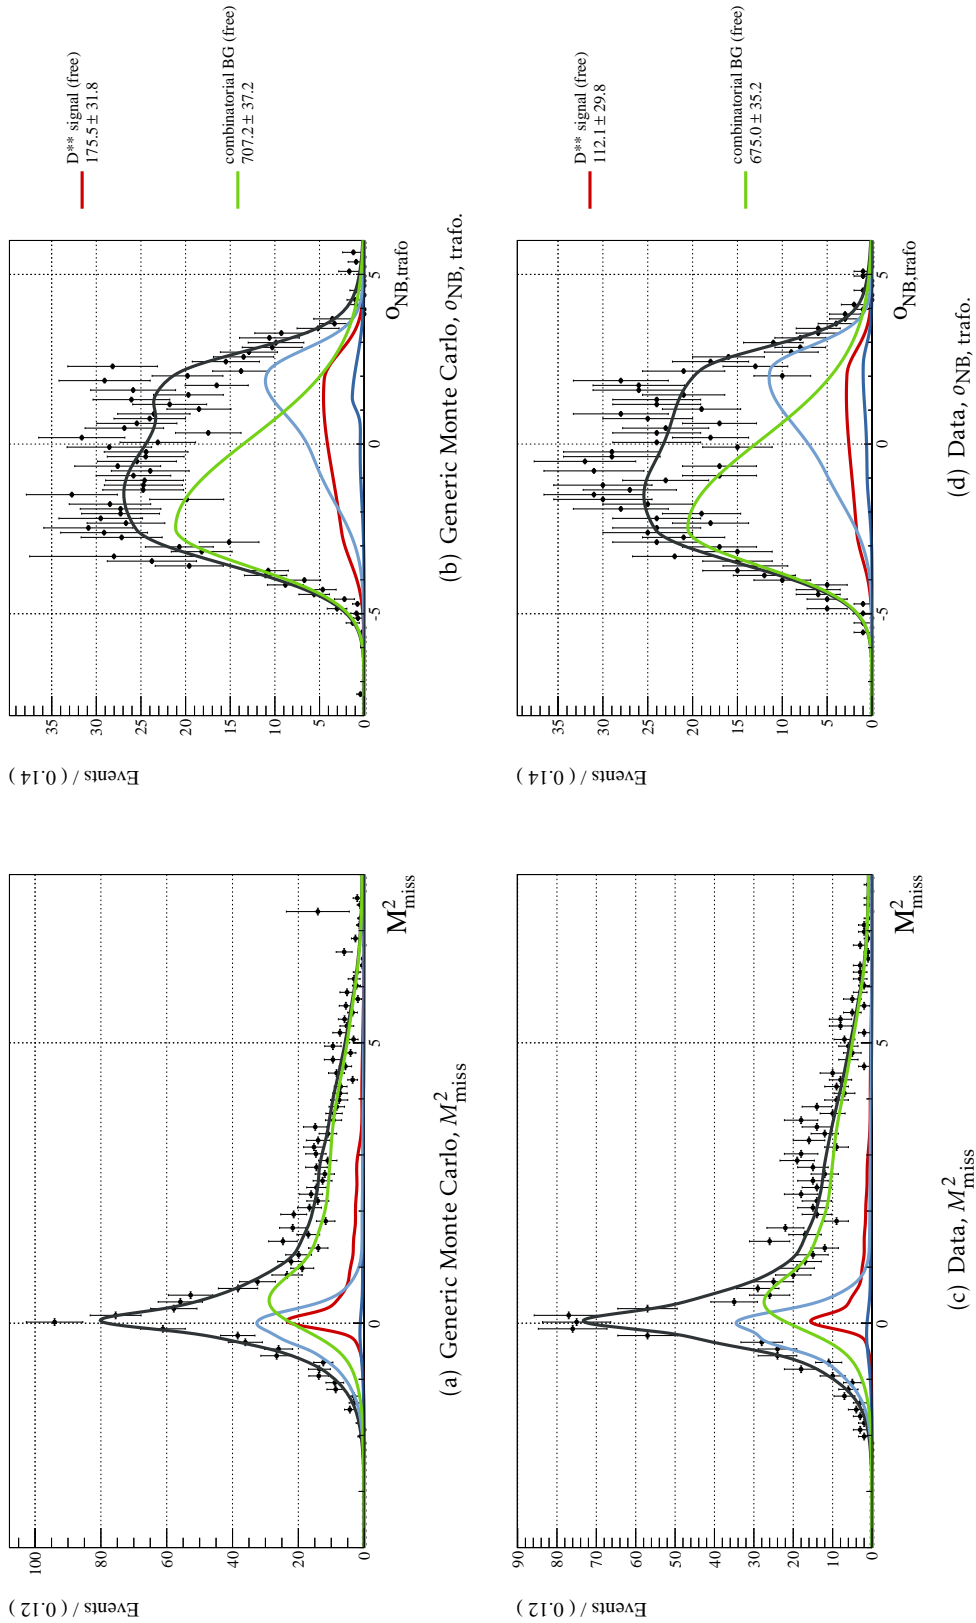 Events / ( 0.12 )
100
80
60
40
20
0
0
5
M²miss
(a) Generic Monte Carlo, M²miss
Events / ( 0.14 )
35
30
25
20
15
10
5
0
-5
0
5
oNB,trafo
(b) Generic Monte Carlo, oNB, trafo.
D** signal (free)
175.5 ± 31.8
combinatorial BG (free)
707.2 ± 37.2
Events / ( 0.12 )
90
80
70
60
50
40
30
20
10
0
0
5
M²miss
(c) Data, M²miss
Events / ( 0.14 )
35
30
25
20
15
10
5
0
-5
0
5
oNB,trafo
(d) Data, oNB, trafo.
D** signal (free)
112.1 ± 29.8
combinatorial BG (free)
675.0 ± 35.2